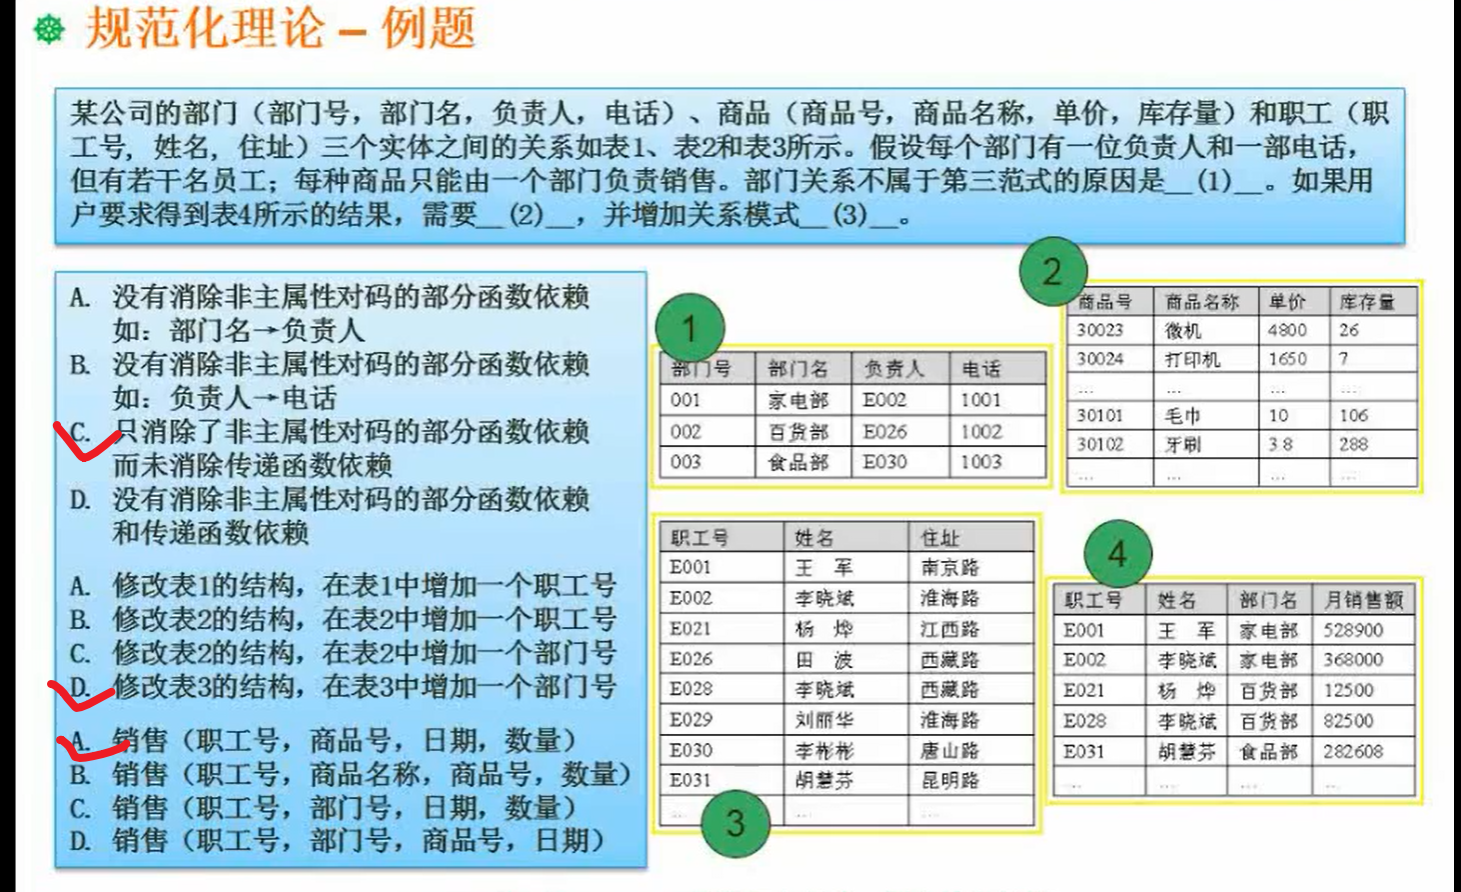 规范化理论 – 例题
某公司的部门（部门号，部门名，负责人，电话）、商品（商品号，商品名称，单价，库存量）和职工（职
工号，姓名，住址）三个实体之间的关系如表1、表2和表3所示。假设每个部门有一位负责人和一部电话，
但有若干名员工；每种商品只能由一个部门负责销售。部门关系不属于第三范式的原因是__(1)__。如果用
户要求得到表4所示的结果，需要__(2)__，并增加关系模式__(3)__。
A. 没有消除非主属性对码的部分函数依赖
如：部门名→负责人
B. 没有消除非主属性对码的部分函数依赖
如：负责人→电话
C. 只消除了非主属性对码的部分函数依赖
而未消除传递函数依赖
D. 没有消除非主属性对码的部分函数依赖
和传递函数依赖
A. 修改表1的结构，在表1中增加一个职工号
B. 修改表2的结构，在表2中增加一个职工号
C. 修改表2的结构，在表2中增加一个部门号
D. 修改表3的结构，在表3中增加一个部门号
A. 销售（职工号，商品号，日期，数量）
B. 销售（职工号，商品名称，商品号，数量）
C. 销售（职工号，部门号，日期，数量）
D. 销售（职工号，部门号，商品号，日期）
1
部门号 部门名 负责人 电话
001 家电部 E002 1001
002 百货部 E026 1002
003 食品部 E030 1003
2
商品号 商品名称 单价 库存量
30023 微机 4800 26
30024 打印机 1650 7
... ... ... ...
30101 毛巾 10 106
30102 牙刷 3.8 288
... ... ... ...
职工号 姓名 住址
E001 王 军 南京路
E002 李晓斌 淮海路
E021 杨 烨 江西路
E026 田 波 西藏路
E028 李晓斌 西藏路
E029 刘丽华 淮海路
E030 李彬彬 唐山路
E031 胡慧芬 昆明路
... ... ...
3
4
职工号 姓名 部门名 月销售额
E001 王 军 家电部 528900
E002 李晓斌 家电部 368000
E021 杨 烨 百货部 12500
E028 李晓斌 百货部 82500
E031 胡慧芬 食品部 282608
... ... ... ...